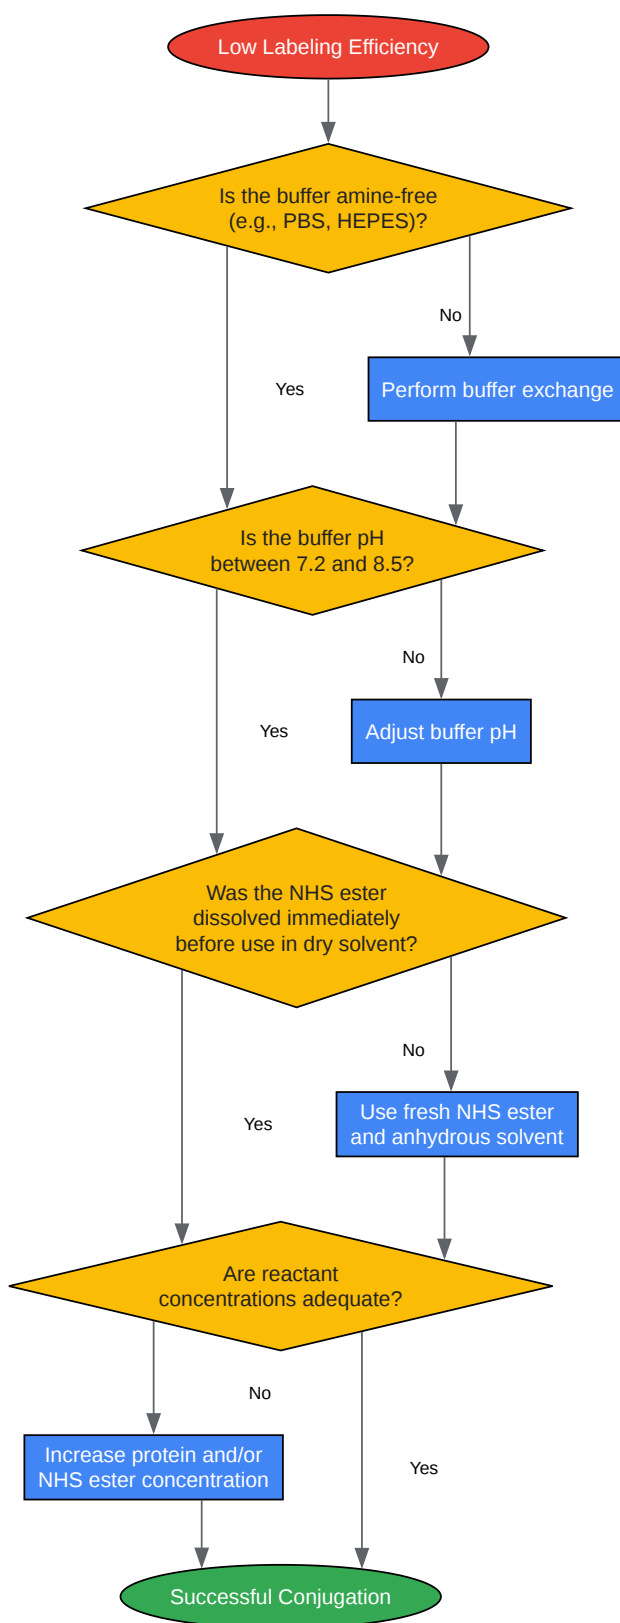 Low Labeling Efficiency
Is the buffer amine-free
(e.g., PBS, HEPES)?
No
Yes
Perform buffer exchange
Is the buffer pH
between 7.2 and 8.5?
No
Yes
Adjust buffer pH
Was the NHS ester
dissolved immediately
before use in dry solvent?
No
Yes
Use fresh NHS ester
and anhydrous solvent
Are reactant
concentrations adequate?
No
Increase protein and/or
NHS ester concentration
Yes
Successful Conjugation